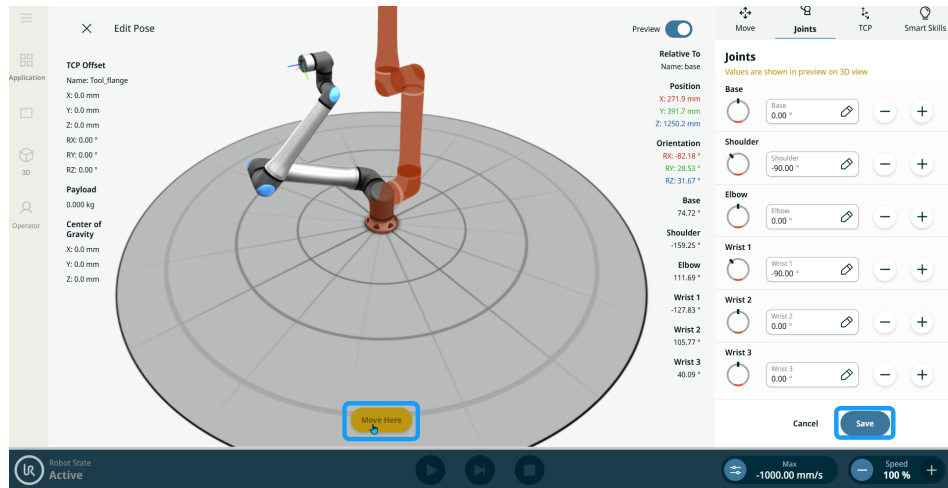 Edit Pose
Preview
TCP Offset
Name: Tool_flange
X: 0.0 mm
Y: 0.0 mm
Z: 0.0 mm
RX: 0.00 °
RY: 0.00 °
RZ: 0.00 °
Payload
0.000 kg
Center of
Gravity
X: 0.0 mm
Y: 0.0 mm
Z: 0.0 mm
Application
3D
Operator
Relative To
Name: base
Position
X: 271.9 mm
Y: 391.7 mm
Z: 1250.2 mm
Orientation
RX: -82.18 °
RY: 28.53 °
RZ: 31.67 °
Base
74.72 °
Shoulder
-159.25 °
Elbow
111.69 °
Wrist 1
-127.83 °
Wrist 2
105.77 °
Wrist 3
40.09 °
Move Here
Move
Joints
TCP
Smart Skills
Joints
Values are shown in preview on 3D view
Base
Base
0.00 °
Shoulder
Shoulder
-90.00 °
Elbow
Elbow
0.00 °
Wrist 1
Wrist 1
-90.00 °
Wrist 2
Wrist 2
0.00 °
Wrist 3
Wrist 3
0.00 °
Cancel
Save
UR
Robot State
Active
Max
-1000.00 mm/s
Speed
100 %